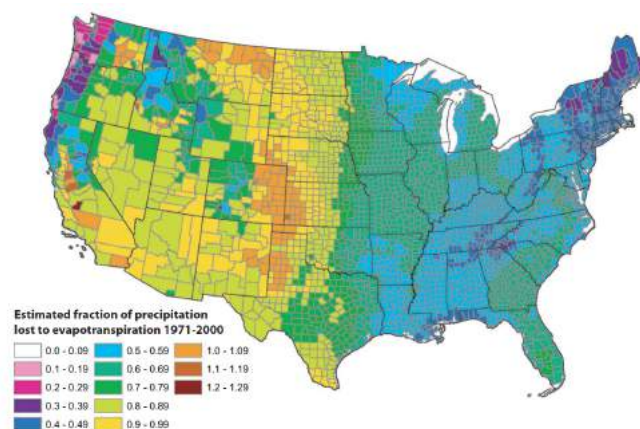 Estimated fraction of precipitation
lost to evapotranspiration 1971-2000
0.0 - 0.09
0.5 - 0.59
1.0 - 1.09
0.1 - 0.19
0.6 - 0.69
1.1 - 1.19
0.2 - 0.29
0.7 - 0.79
1.2 - 1.29
0.3 - 0.39
0.8 - 0.89
0.4 - 0.49
0.9 - 0.99